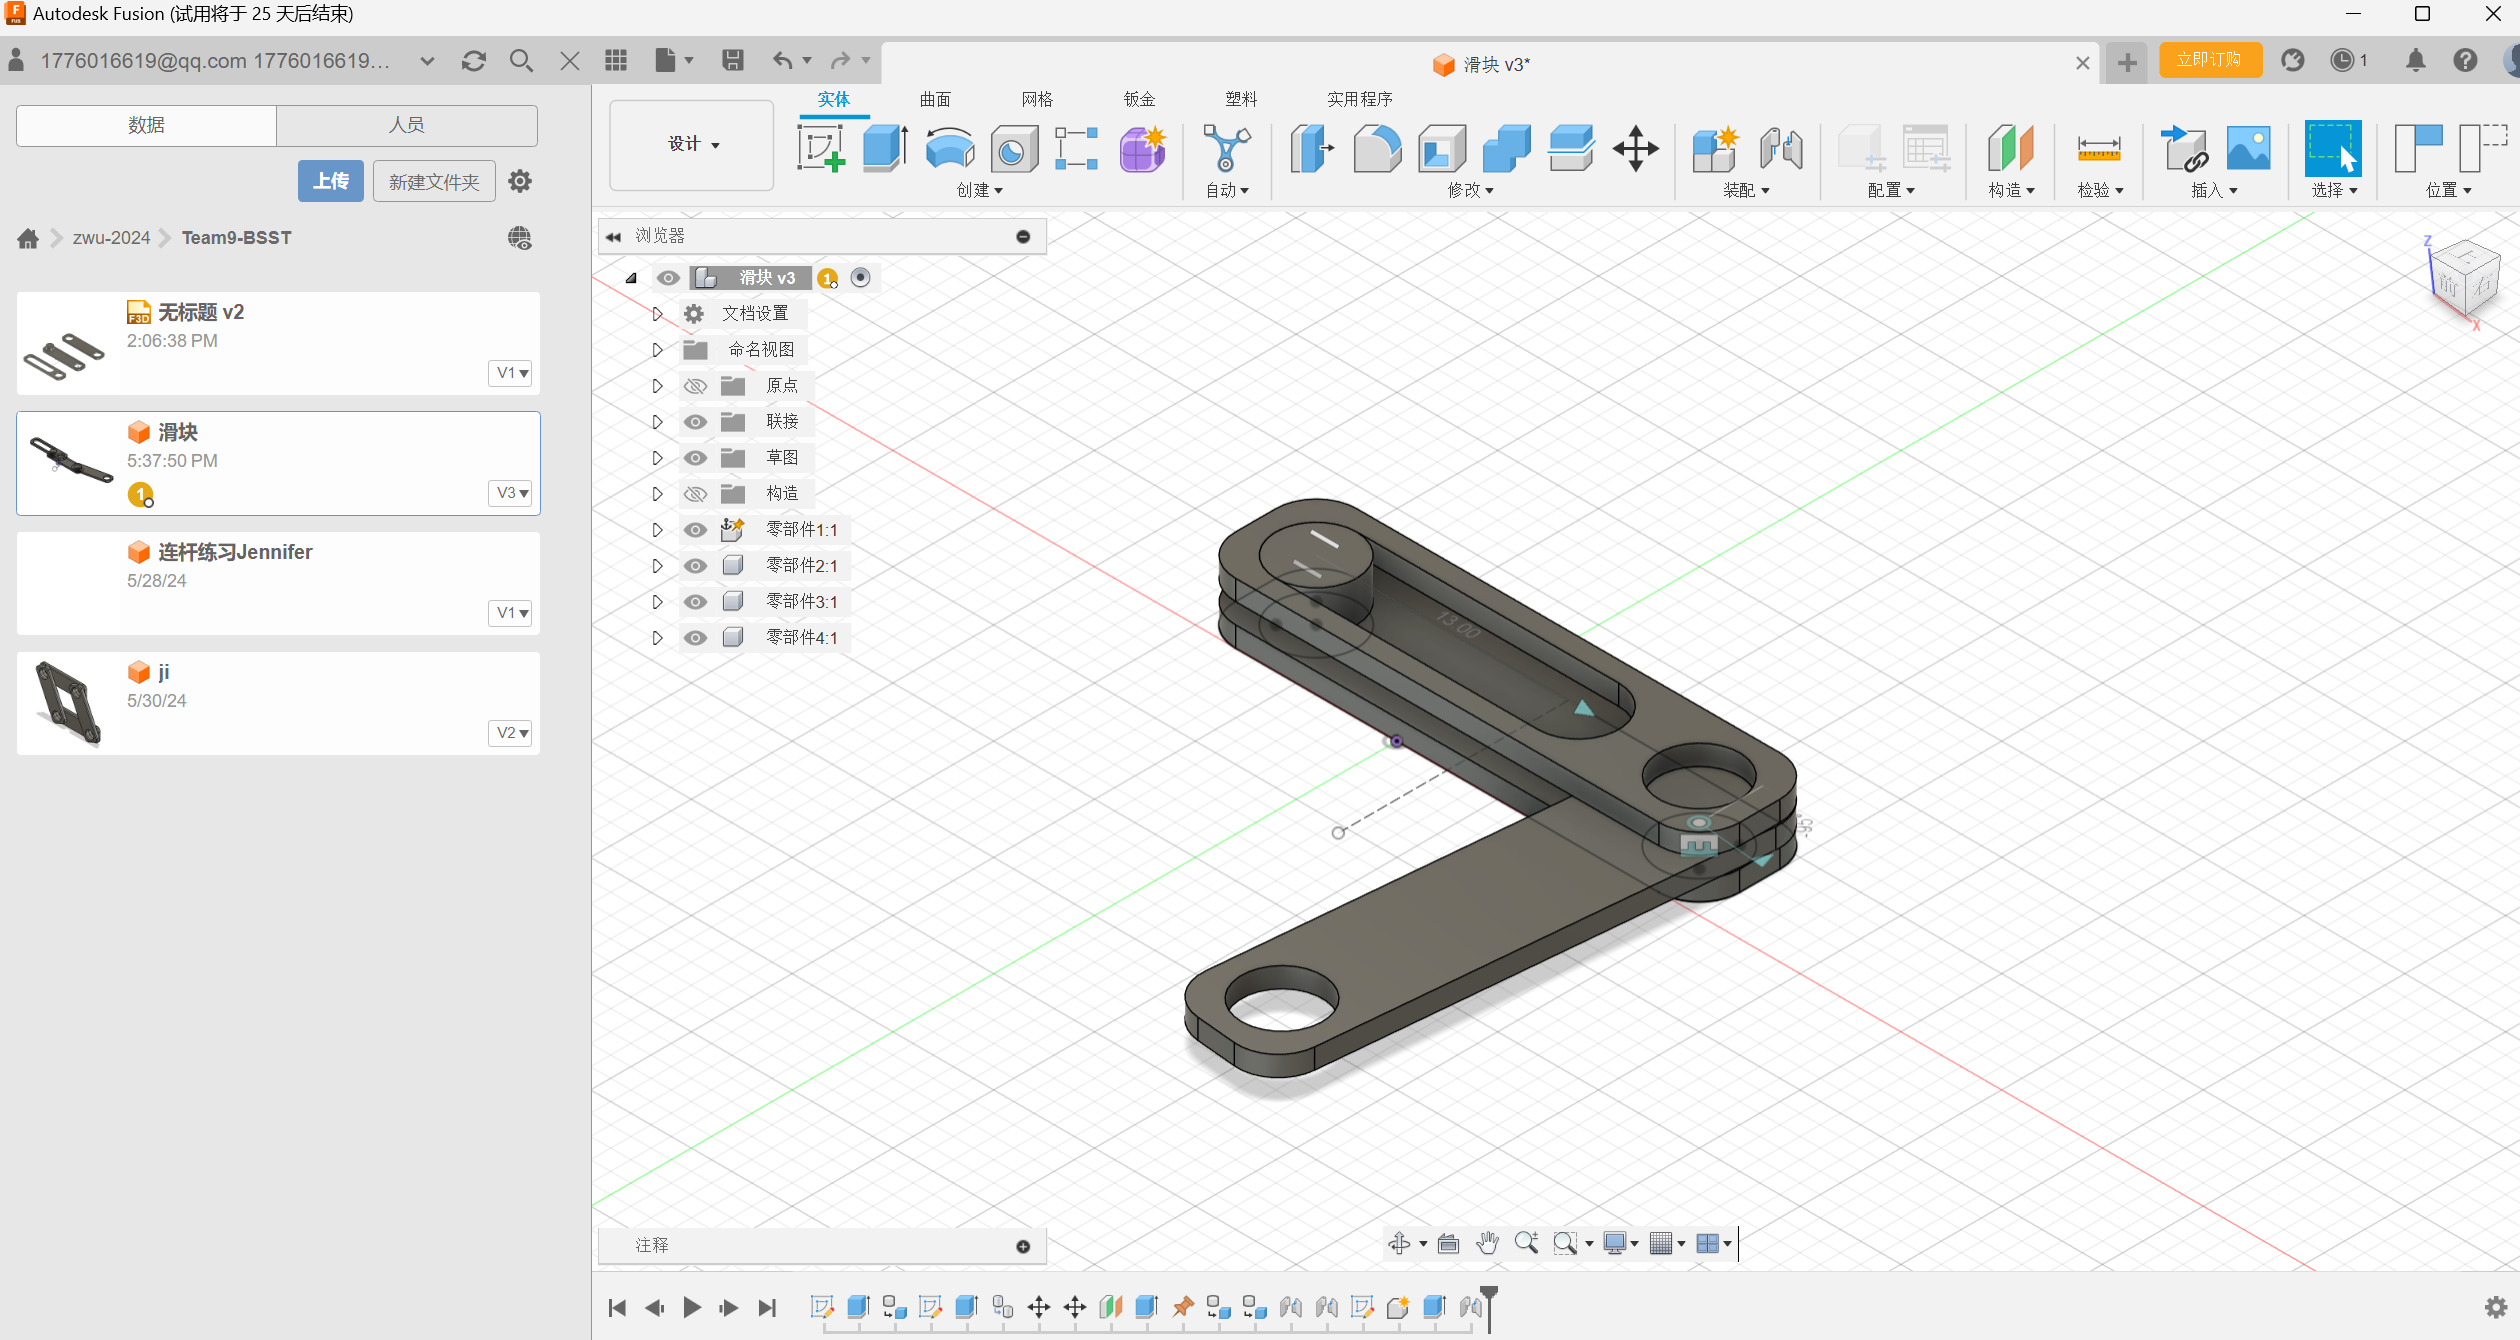 Autodesk Fusion (试用将于 25 天后结束)
1776016619@qq.com 1776016619...
滑块 v3*
立即订购
1
数据
人员
上传
新建文件夹
zwu-2024
Team9-BSST
无标题 v2
2:06:38 PM
V1
滑块
5:37:50 PM
1
V3
连杆练习Jennifer
5/28/24
V1
ji
5/30/24
V2
设计
实体
曲面
网格
钣金
塑料
实用程序
创建
自动
修改
装配
配置
构造
检验
插入
选择
位置
浏览器
滑块 v3
1
文档设置
命名视图
原点
联接
草图
构造
零部件1:1
零部件2:1
零部件3:1
零部件4:1
13.00
Z
上
前
右
X
注释